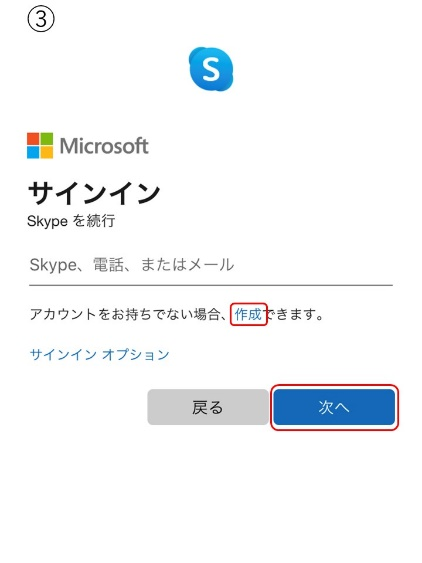 ③
S
Microsoft
サインイン
Skype を続行
Skype、電話、またはメール
アカウントをお持ちでない場合、作成できます。
サインイン オプション
戻る
次へ